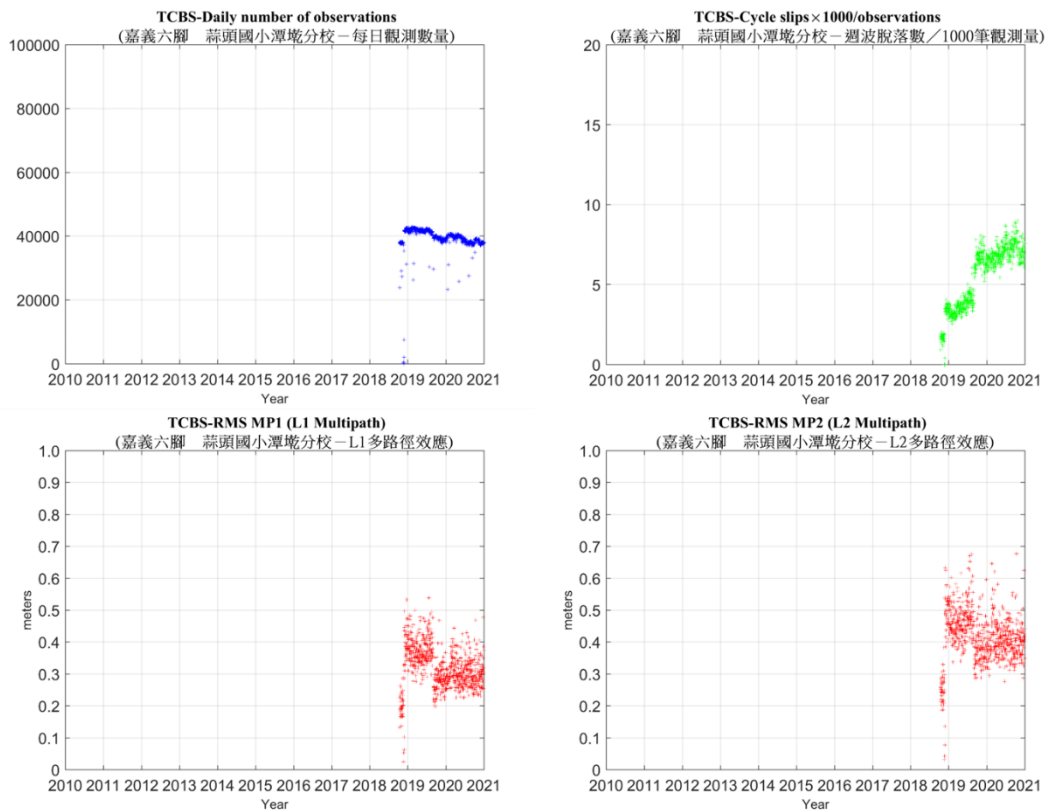 TCBS-Daily number of observations
(嘉義六腳　蒜頭國小潭墘分校－每日觀測數量)
100000
80000
60000
40000
20000
0
2010 2011 2012 2013 2014 2015 2016 2017 2018 2019 2020 2021
Year
TCBS-Cycle slips×1000/observations
(嘉義六腳　蒜頭國小潭墘分校－週波脫落數／1000筆觀測量)
20
15
10
5
0
2010 2011 2012 2013 2014 2015 2016 2017 2018 2019 2020 2021
Year
TCBS-RMS MP1 (L1 Multipath)
(嘉義六腳　蒜頭國小潭墘分校－L1多路徑效應)
1.0
0.9
0.8
0.7
0.6
0.5
0.4
0.3
0.2
0.1
0
meters
2010 2011 2012 2013 2014 2015 2016 2017 2018 2019 2020 2021
Year
TCBS-RMS MP2 (L2 Multipath)
(嘉義六腳　蒜頭國小潭墘分校－L2多路徑效應)
1.0
0.9
0.8
0.7
0.6
0.5
0.4
0.3
0.2
0.1
0
meters
2010 2011 2012 2013 2014 2015 2016 2017 2018 2019 2020 2021
Year